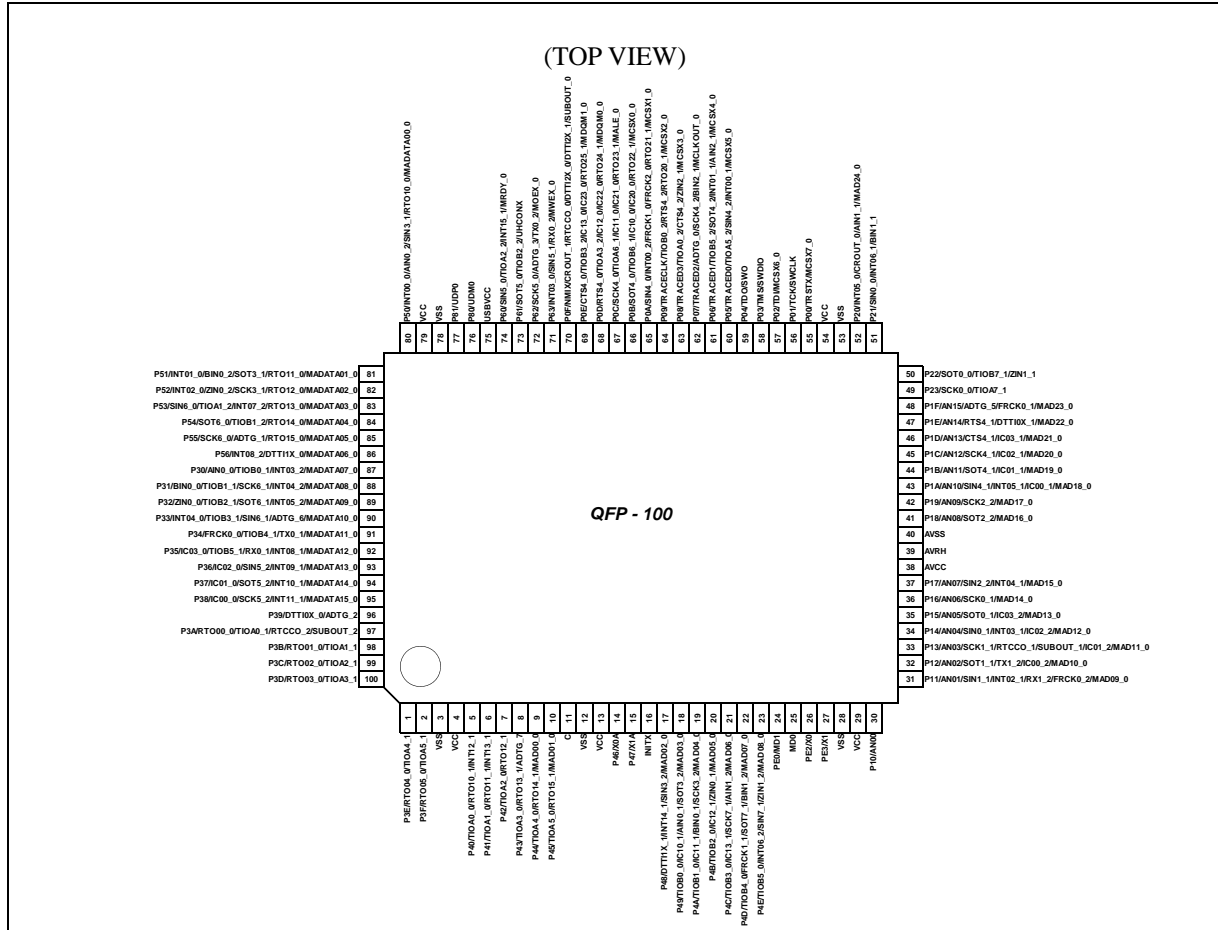 (TOP VIEW)
P50/INT00_0/AIN0_2/SIN3_1/RTO10_0/MADATA00_0
VCC
VSS
P81/UDP0
P80/UDM0
USBVCC
P60/SIN5_0/TIOA2_2/INT15_1/MRDY_0
P61/SOT5_0/TIOB2_2/UHCONX
P62/SCK5_0/ADTG_3/TX0_2/MOEX_0
P63/INT03_0/SIN5_1/RX0_2/MWEX_0
P0F/NMIX/CROUT_1/RTCCO_0/DTTI2X_0/DTTI2X_1/SUBOUT_0
P0E/CTS4_0/TIOB3_2/IC13_0/IC23_0/RTO25_1/MDQM1_0
P0D/RTS4_0/TIOA3_2/IC12_0/IC22_0/RTO24_1/MDQM0_0
P0C/SCK4_0/TIOA6_1/IC11_0/IC21_0/RTO23_1/MALE_0
P0B/SOT4_0/TIOB6_1/IC10_0/IC20_0/RTO22_1/MCSX0_0
P0A/SIN4_0/INT00_2/FRCK1_0/FRCK2_0/RTO21_1/MCSX1_0
P09/TRACECLK/TIOB0_2/RTS4_2/RTO20_1/MCSX2_0
P08/TRACED3/TIOA0_2/CTS4_2/ZIN2_1/MCSX3_0
P07/TRACED2/ADTG_0/SCK4_2/BIN2_1/MCLKOUT_0
P06/TRACED1/TIOB5_2/SOT4_2/INT01_1/AIN2_1/MCSX4_0
P05/TRACED0/TIOA5_2/SIN4_2/INT00_1/MCSX5_0
P04/TDO/SWO
P03/TMS/SWDIO
P02/TDI/MCSX6_0
P01/TCK/SWCLK
P00/TRSTX/MCSX7_0
VCC
VSS
P20/INT05_0/CROUT_0/AIN1_1/MAD24_0
P21/SIN0_0/INT06_1/BIN1_1
80 79 78 77 76 75 74 73 72 71 70 69 68 67 66 65 64 63 62 61 60 59 58 57 56 55 54 53 52 51
P51/INT01_0/BIN0_2/SOT3_1/RTO11_0/MADATA01_0 81
P52/INT02_0/ZIN0_2/SCK3_1/RTO12_0/MADATA02_0 82
P53/SIN6_0/TIOA1_2/INT07_2/RTO13_0/MADATA03_0 83
P54/SOT6_0/TIOB1_2/RTO14_0/MADATA04_0 84
P55/SCK6_0/ADTG_1/RTO15_0/MADATA05_0 85
P56/INT08_2/DTTI1X_0/MADATA06_0 86
P30/AIN0_0/TIOB0_1/INT03_2/MADATA07_0 87
P31/BIN0_0/TIOB1_1/SCK6_1/INT04_2/MADATA08_0 88
P32/ZIN0_0/TIOB2_1/SOT6_1/INT05_2/MADATA09_0 89
P33/INT04_0/TIOB3_1/SIN6_1/ADTG_6/MADATA10_0 90
P34/FRCK0_0/TIOB4_1/TX0_1/MADATA11_0 91
P35/IC03_0/TIOB5_1/RX0_1/INT08_1/MADATA12_0 92
P36/IC02_0/SIN5_2/INT09_1/MADATA13_0 93
P37/IC01_0/SOT5_2/INT10_1/MADATA14_0 94
P38/IC00_0/SCK5_2/INT11_1/MADATA15_0 95
P39/DTTI0X_0/ADTG_2 96
P3A/RTO00_0/TIOA0_1/RTCCO_2/SUBOUT_2 97
P3B/RTO01_0/TIOA1_1 98
P3C/RTO02_0/TIOA2_1 99
P3D/RTO03_0/TIOA3_1 100
QFP - 100
50 P22/SOT0_0/TIOB7_1/ZIN1_1
49 P23/SCK0_0/TIOA7_1
48 P1F/AN15/ADTG_5/FRCK0_1/MAD23_0
47 P1E/AN14/RTS4_1/DTTI0X_1/MAD22_0
46 P1D/AN13/CTS4_1/IC03_1/MAD21_0
45 P1C/AN12/SCK4_1/IC02_1/MAD20_0
44 P1B/AN11/SOT4_1/IC01_1/MAD19_0
43 P1A/AN10/SIN4_1/INT05_1/IC00_1/MAD18_0
42 P19/AN09/SCK2_2/MAD17_0
41 P18/AN08/SOT2_2/MAD16_0
40 AVSS
39 AVRH
38 AVCC
37 P17/AN07/SIN2_2/INT04_1/MAD15_0
36 P16/AN06/SCK0_1/MAD14_0
35 P15/AN05/SOT0_1/IC03_2/MAD13_0
34 P14/AN04/SIN0_1/INT03_1/IC02_2/MAD12_0
33 P13/AN03/SCK1_1/RTCCO_1/SUBOUT_1/IC01_2/MAD11_0
32 P12/AN02/SOT1_1/TX1_2/IC00_2/MAD10_0
31 P11/AN01/SIN1_1/INT02_1/RX1_2/FRCK0_2/MAD09_0
1 2 3 4 5 6 7 8 9 10 11 12 13 14 15 16 17 18 19 20 21 22 23 24 25 26 27 28 29 30
P3E/RTO04_0/TIOA4_1
P3F/RTO05_0/TIOA5_1
VSS
VCC
P40/TIOA0_0/RTO10_1/INT12_1
P41/TIOA1_0/RTO11_1/INT13_1
P42/TIOA2_0/RTO12_1
P43/TIOA3_0/RTO13_1/ADTG_7
P44/TIOA4_0/RTO14_1/MAD00_0
P45/TIOA5_0/RTO15_1/MAD01_0
C
VSS
VCC
P46/X0A
P47/X1A
INITX
P48/DTTI1X_1/INT14_1/SIN3_2/MAD02_0
P49/TIOB0_0/IC10_1/AIN0_1/SOT3_2/MAD03_0
P4A/TIOB1_0/IC11_1/BIN0_1/SCK3_2/MAD04_0
P4B/TIOB2_0/IC12_1/ZIN0_1/MAD05_0
P4C/TIOB3_0/IC13_1/SCK7_1/AIN1_2/MAD06_0
P4D/TIOB4_0/FRCK1_1/SOT7_1/BIN1_2/MAD07_0
P4E/TIOB5_0/INT06_2/SIN7_1/ZIN1_2/MAD08_0
PE0/MD1
MD0
PE2/X0
PE3/X1
VSS
VCC
P10/AN00